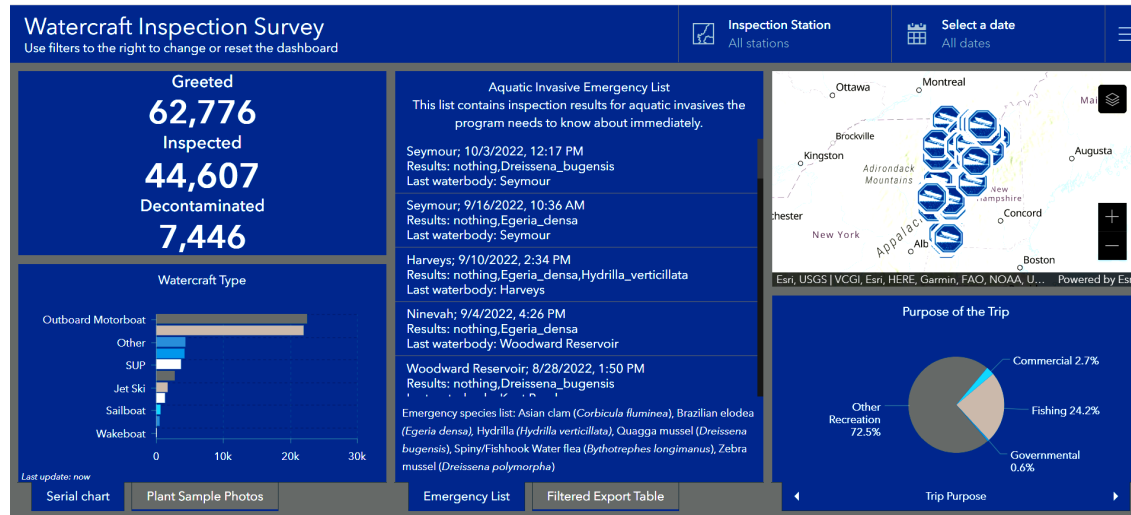 Watercraft Inspection Survey
Use filters to the right to change or reset the dashboard
Inspection Station
All stations
Select a date
All dates
Greeted
62,776
Inspected
44,607
Decontaminated
7,446
Watercraft Type
Outboard Motorboat
Other
SUP
Jet Ski
Sailboat
Wakeboat
0 10k 20k 30k
Last update: now
Serial chart
Plant Sample Photos
Aquatic Invasive Emergency List
This list contains inspection results for aquatic invasives the
program needs to know about immediately.
Seymour; 10/3/2022, 12:17 PM
Results: nothing,Dreissena_bugensis
Last waterbody: Seymour
Seymour; 9/16/2022, 10:36 AM
Results: nothing,Egeria_densa
Last waterbody: Seymour
Harveys; 9/10/2022, 2:34 PM
Results: nothing,Egeria_densa,Hydrilla_verticillata
Last waterbody: Harveys
Ninevah; 9/4/2022, 4:26 PM
Results: nothing,Egeria_densa
Last waterbody: Woodward Reservoir
Woodward Reservoir; 8/28/2022, 1:50 PM
Results: nothing,Dreissena_bugensis
Emergency species list: Asian clam (Corbicula fluminea), Brazilian elodea
(Egeria densa), Hydrilla (Hydrilla verticillata), Quagga mussel (Dreissena
bugensis), Spiny/Fishhook Water flea (Bythotrephes longimanus), Zebra
mussel (Dreissena polymorpha)
Emergency List
Filtered Export Table
Ottawa
Montreal
Mai
Brockville
Kingston
Augusta
Adirondack
Mountains
New
Hampshire
chester
Concord
New York
Appalac
Alb
Boston
Esri, USGS | VCGI, Esri, HERE, Garmin, FAO, NOAA, U... Powered by Esr
Purpose of the Trip
Commercial 2.7%
Fishing 24.2%
Other
Recreation
72.5%
Governmental
0.6%
Trip Purpose